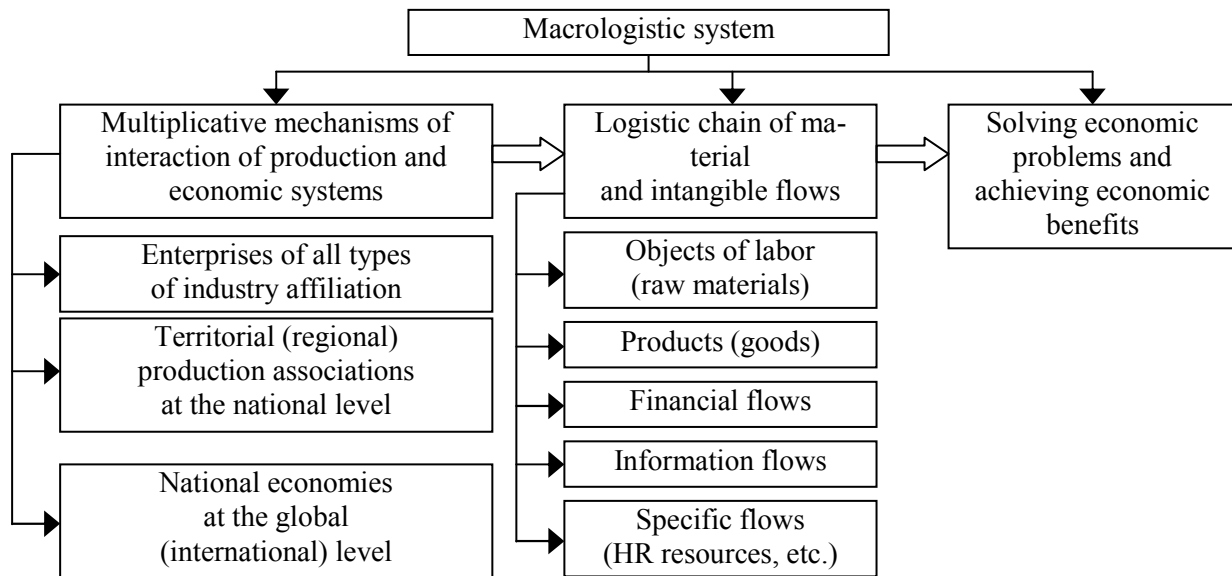 Macrologistic system
Multiplicative mechanisms of
interaction of production and
economic systems
Logistic chain of ma-
terial
and intangible flows
Solving economic
problems and
achieving economic
benefits
Enterprises of all types
of industry affiliation
Territorial (regional)
production associations
at the national level
National economies
at the global
(international) level
Objects of labor
(raw materials)
Products (goods)
Financial flows
Information flows
Specific flows
(HR resources, etc.)